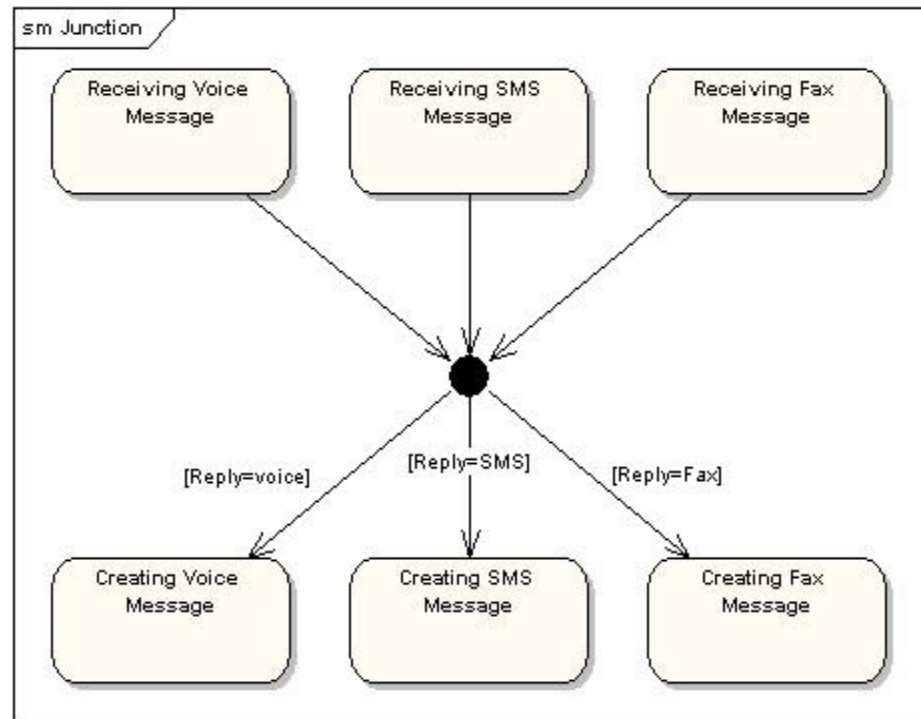 sm Junction
Receiving Voice
Message
Receiving SMS
Message
Receiving Fax
Message
[Reply=voice]
[Reply=SMS]
[Reply=Fax]
Creating Voice
Message
Creating SMS
Message
Creating Fax
Message